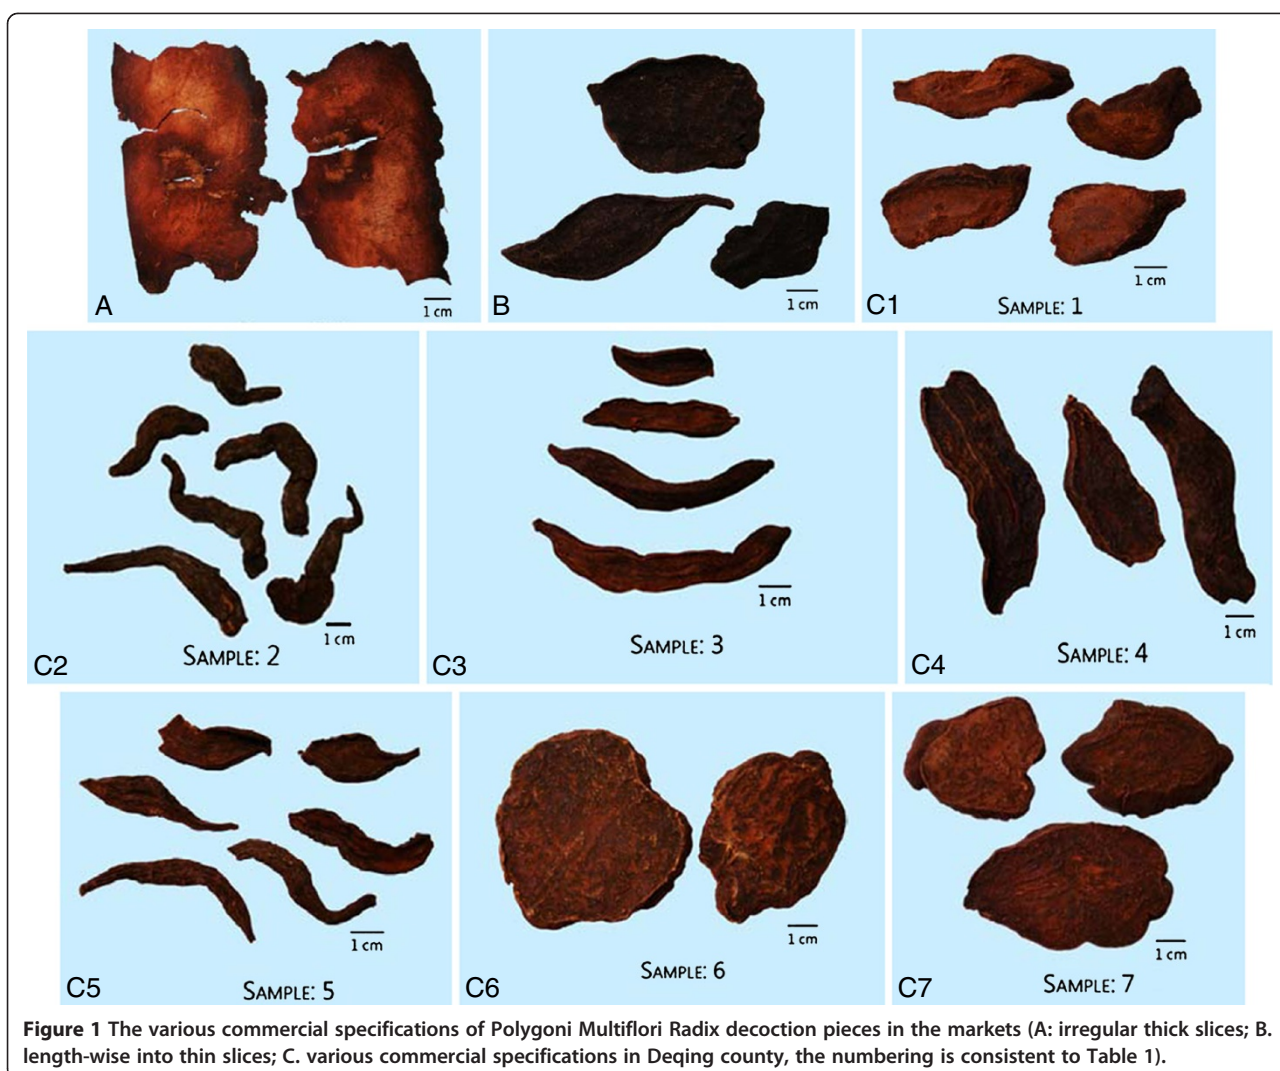 A
1 cm
B
1 cm
C1
1 cm
SAMPLE: 1
C2
1 cm
SAMPLE: 2
C3
1 cm
SAMPLE: 3
C4
1 cm
SAMPLE: 4
C5
1 cm
SAMPLE: 5
C6
1 cm
SAMPLE: 6
C7
1 cm
SAMPLE: 7
Figure 1 The various commercial specifications of Polygoni Multiflori Radix decoction pieces in the markets (A: irregular thick slices; B.
length-wise into thin slices; C. various commercial specifications in Deqing county, the numbering is consistent to Table 1).